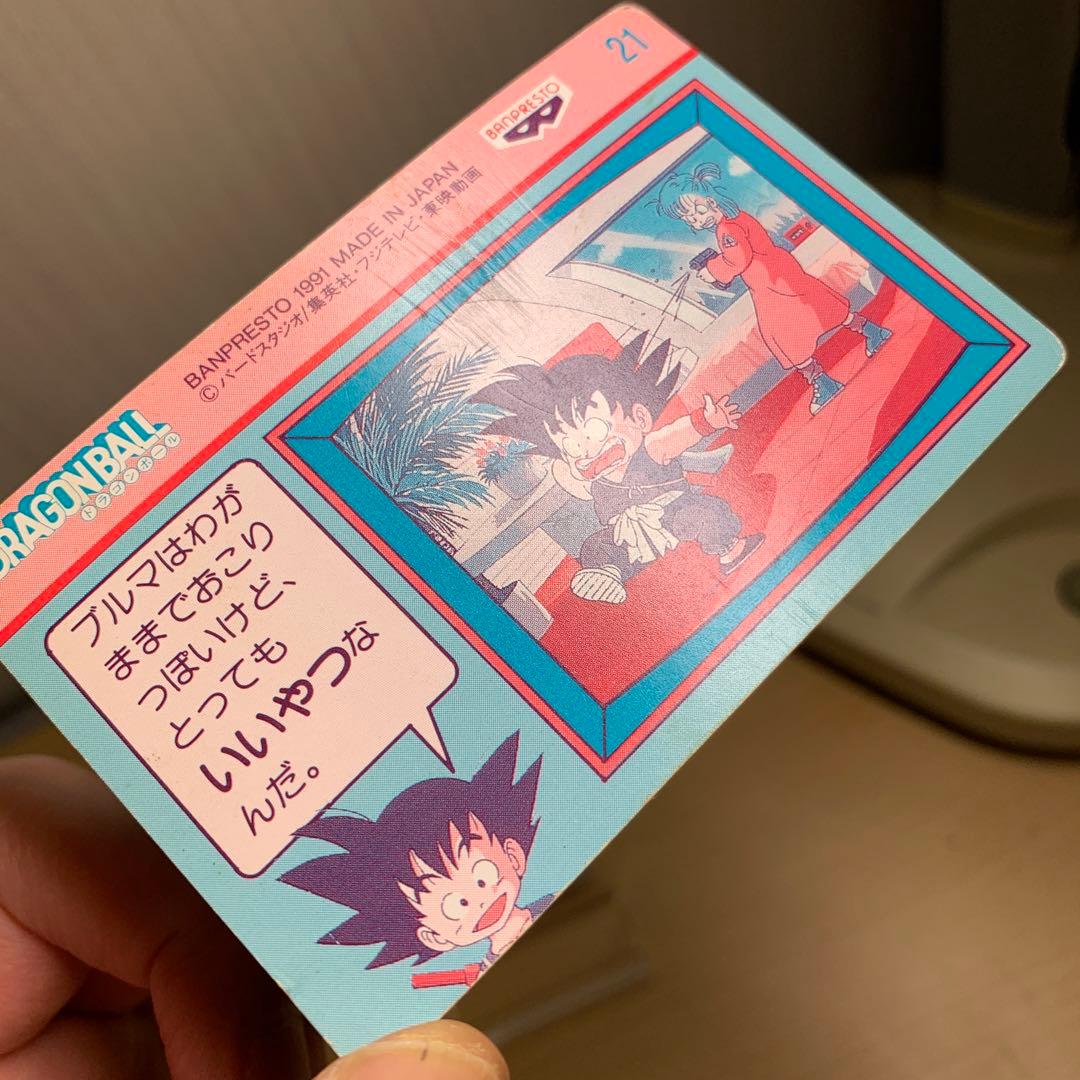 21
BANPRESTO
BANPRESTO 1991 MADE IN JAPAN
©バードスタジオ/集英社・フジテレビ・東映動画
DRAGONBALL
ドラゴンボール
ブルマはわが
ままでおこり
っぽいけど、
とっても
いいやつな
んだ。